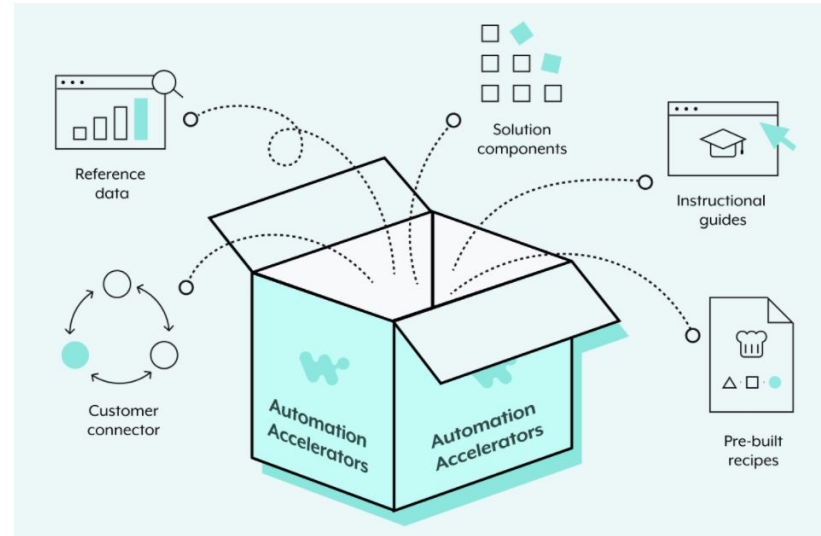 Reference
data
Solution
components
Instructional
guides
Customer
connector
Pre-built
recipes
Automation
Accelerators
Automation
Accelerators